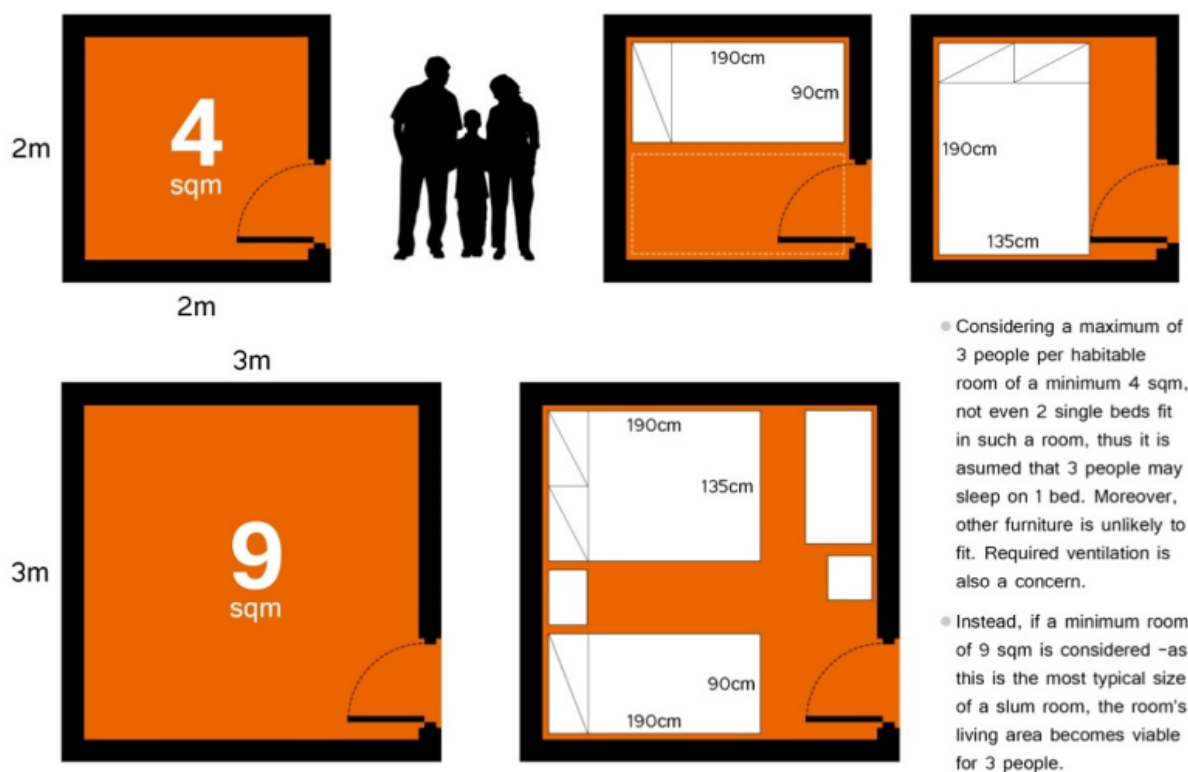 2m
4
sqm
2m
190cm
90cm
190cm
135cm
3m
3m
9
sqm
190cm
135cm
90cm
190cm
Considering a maximum of
3 people per habitable
room of a minimum 4 sqm,
not even 2 single beds fit
in such a room, thus it is
asumed that 3 people may
sleep on 1 bed. Moreover,
other furniture is unlikely to
fit. Required ventilation is
also a concern.
Instead, if a minimum room
of 9 sqm is considered –as
this is the most typical size
of a slum room, the room's
living area becomes viable
for 3 people.